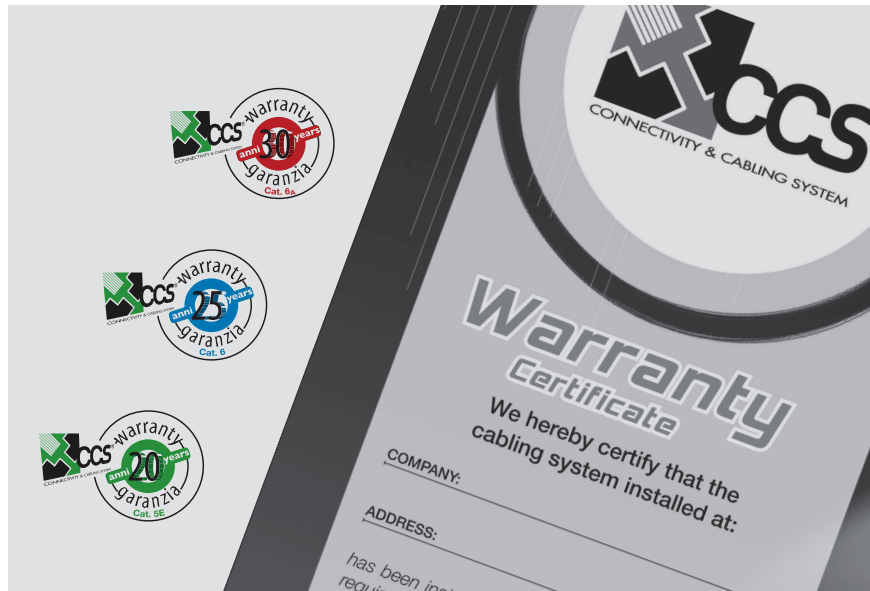 CCS®
CONNECTIVITY & CABLING SYSTEM
warranty
anni 30 years
garanzia
Cat. 6A
CCS®
CONNECTIVITY & CABLING SYSTEM
warranty
anni 25 years
garanzia
Cat. 6
CCS®
CONNECTIVITY & CABLING SYSTEM
warranty
anni 20 years
garanzia
Cat. 5E
CCS
CONNECTIVITY & CABLING SYSTEM
Warranty
Certificate
We hereby certify that the
cabling system installed at:
COMPANY:
ADDRESS:
has been